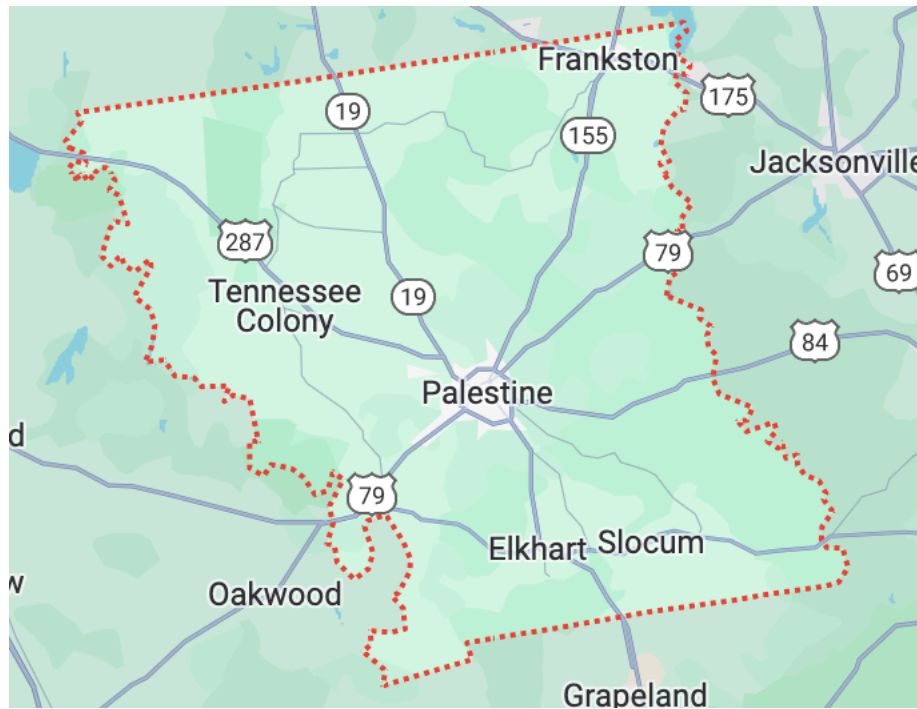 Frankston
175
19
155
Jacksonville
287
79
69
Tennessee
Colony
19
84
Palestine
d
79
Elkhart
Slocum
w
Oakwood
Grapeland